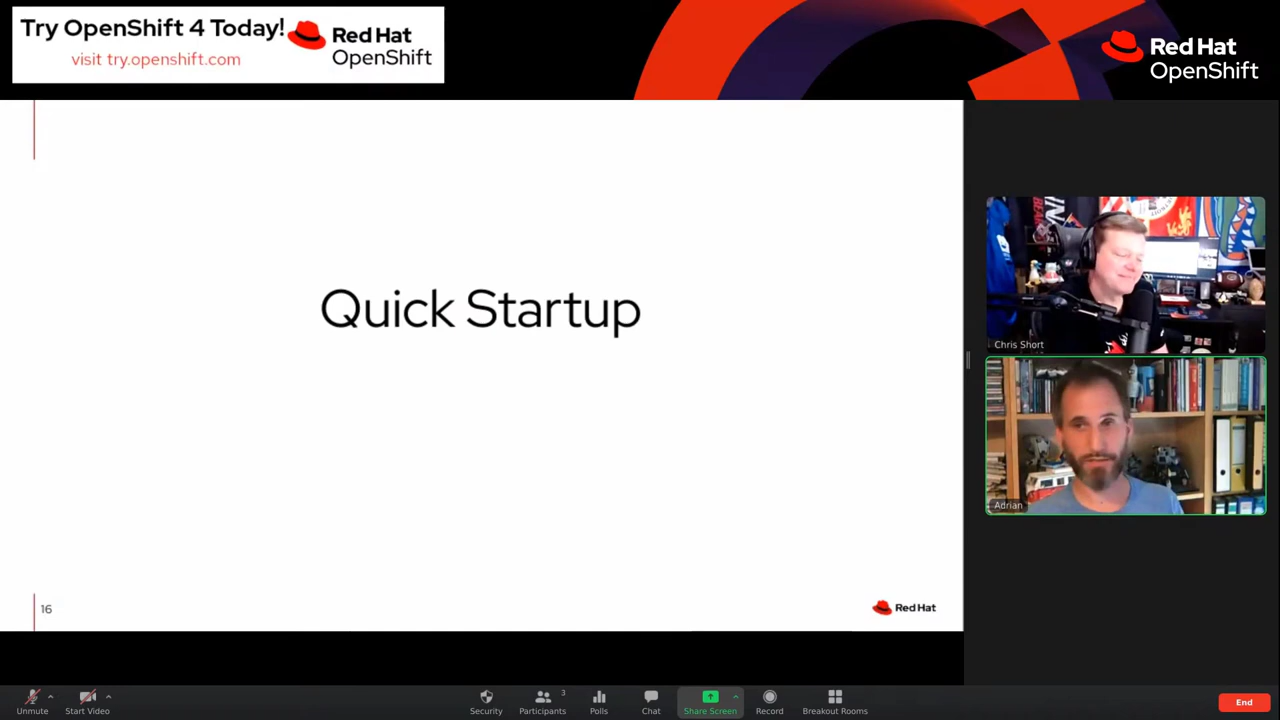 Try OpenShift 4 Today!
visit try.openshift.com
Red Hat
OpenShift
Red Hat
OpenShift
Quick Startup
16
Red Hat
Chris Short
Adrian
Unmute
Start Video
Security
Participants
3
Polls
Chat
Share Screen
Record
Breakout Rooms
End